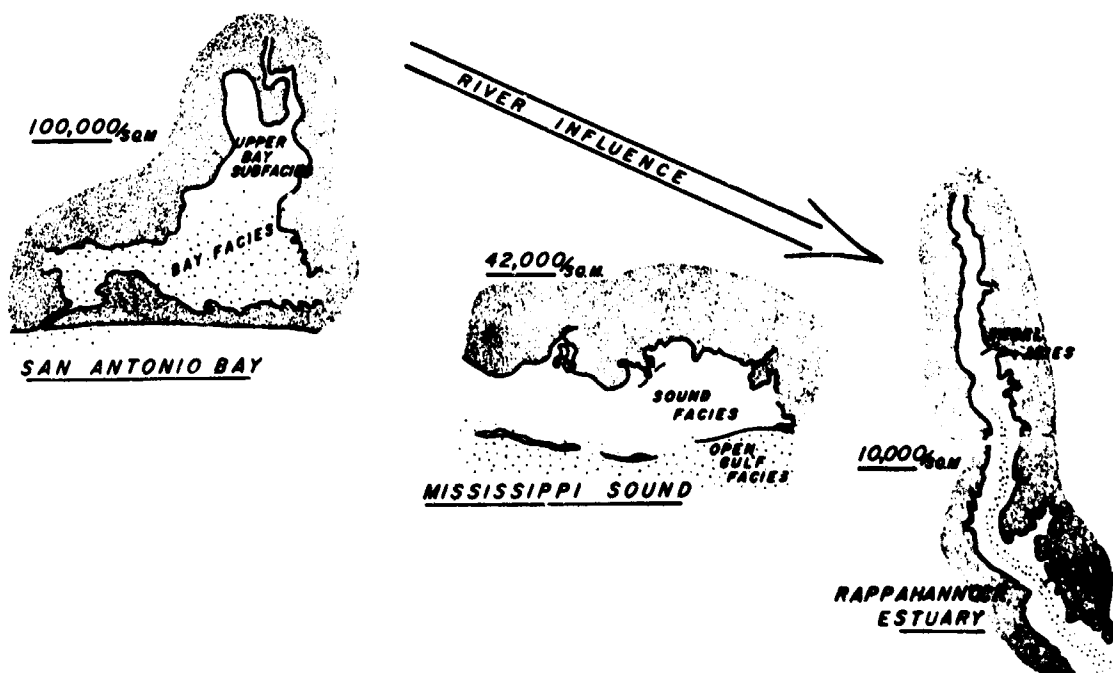 100,000/SQ.M
UPPER
BAY
SUBFACIES
BAY FACIES
SAN ANTONIO BAY
RIVER INFLUENCE
42,000/SQ.M.
SOUND
FACIES
OPEN
GULF
FACIES
MISSISSIPPI SOUND
10,000/SQ.M
RAPPAHANNOCK
ESTUARY